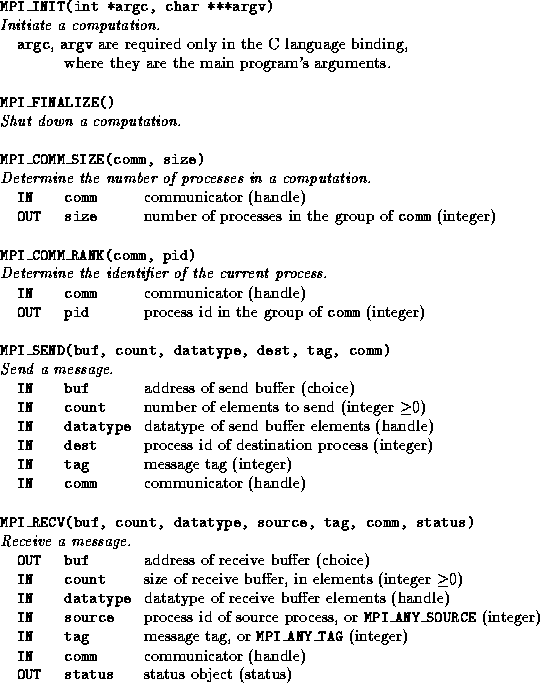 MPI_INIT(int *argc, char ***argv)
Initiate a computation.
argc, argv are required only in the C language binding,
where they are the main program's arguments.
MPI_FINALIZE()
Shut down a computation.
MPI_COMM_SIZE(comm, size)
Determine the number of processes in a computation.
IN comm communicator (handle)
OUT size number of processes in the group of comm (integer)
MPI_COMM_RANK(comm, pid)
Determine the identifier of the current process.
IN comm communicator (handle)
OUT pid process id in the group of comm (integer)
MPI_SEND(buf, count, datatype, dest, tag, comm)
Send a message.
IN buf address of send buffer (choice)
IN count number of elements to send (integer ≥0)
IN datatype datatype of send buffer elements (handle)
IN dest process id of destination process (integer)
IN tag message tag (integer)
IN comm communicator (handle)
MPI_RECV(buf, count, datatype, source, tag, comm, status)
Receive a message.
OUT buf address of receive buffer (choice)
IN count size of receive buffer, in elements (integer ≥0)
IN datatype datatype of receive buffer elements (handle)
IN source process id of source process, or MPI_ANY_SOURCE (integer)
IN tag message tag, or MPI_ANY_TAG (integer)
IN comm communicator (handle)
OUT status status object (status)